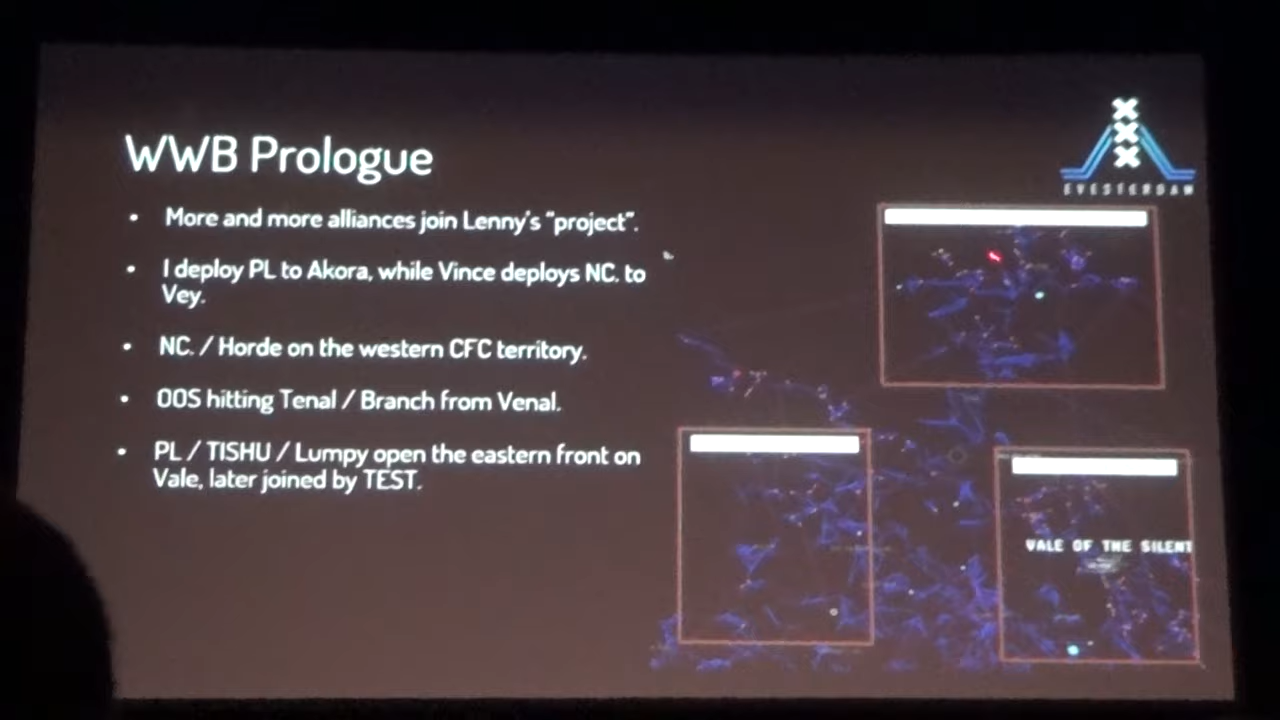 WWB Prologue
• More and more alliances join Lenny's "project".
• I deploy PL to Akora, while Vince deploys NC. to
Vey.
• NC. / Horde on the western CFC territory.
• OOS hitting Tenal / Branch from Venal.
• PL / TISHU / Lumpy open the eastern front on
Vale, later joined by TEST.
EVESTERDAM
VALE OF THE SILENT